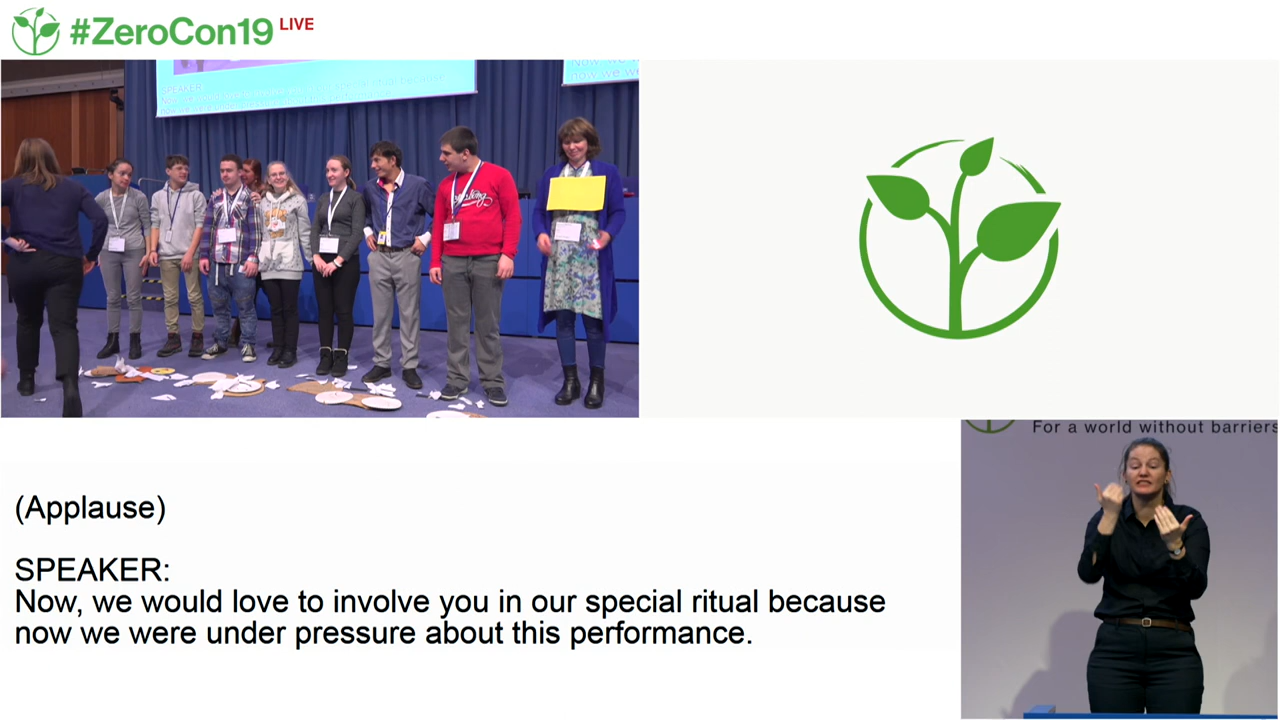 #ZeroCon19 LIVE
SPEAKER:
For a world without barriers
(Applause)
SPEAKER:
Now, we would love to involve you in our special ritual because
now we were under pressure about this performance.